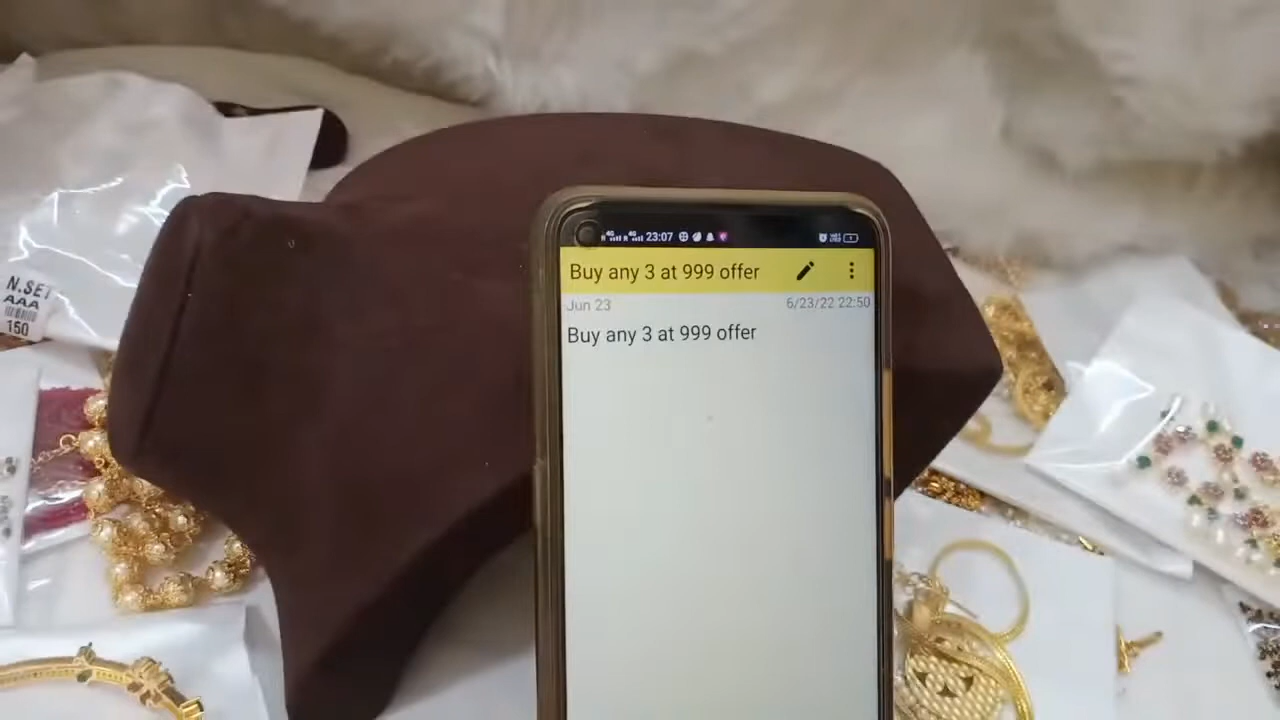 N.SET
AAA
150
23:07
Buy any 3 at 999 offer
Jun 23
6/23/22 22:50
Buy any 3 at 999 offer